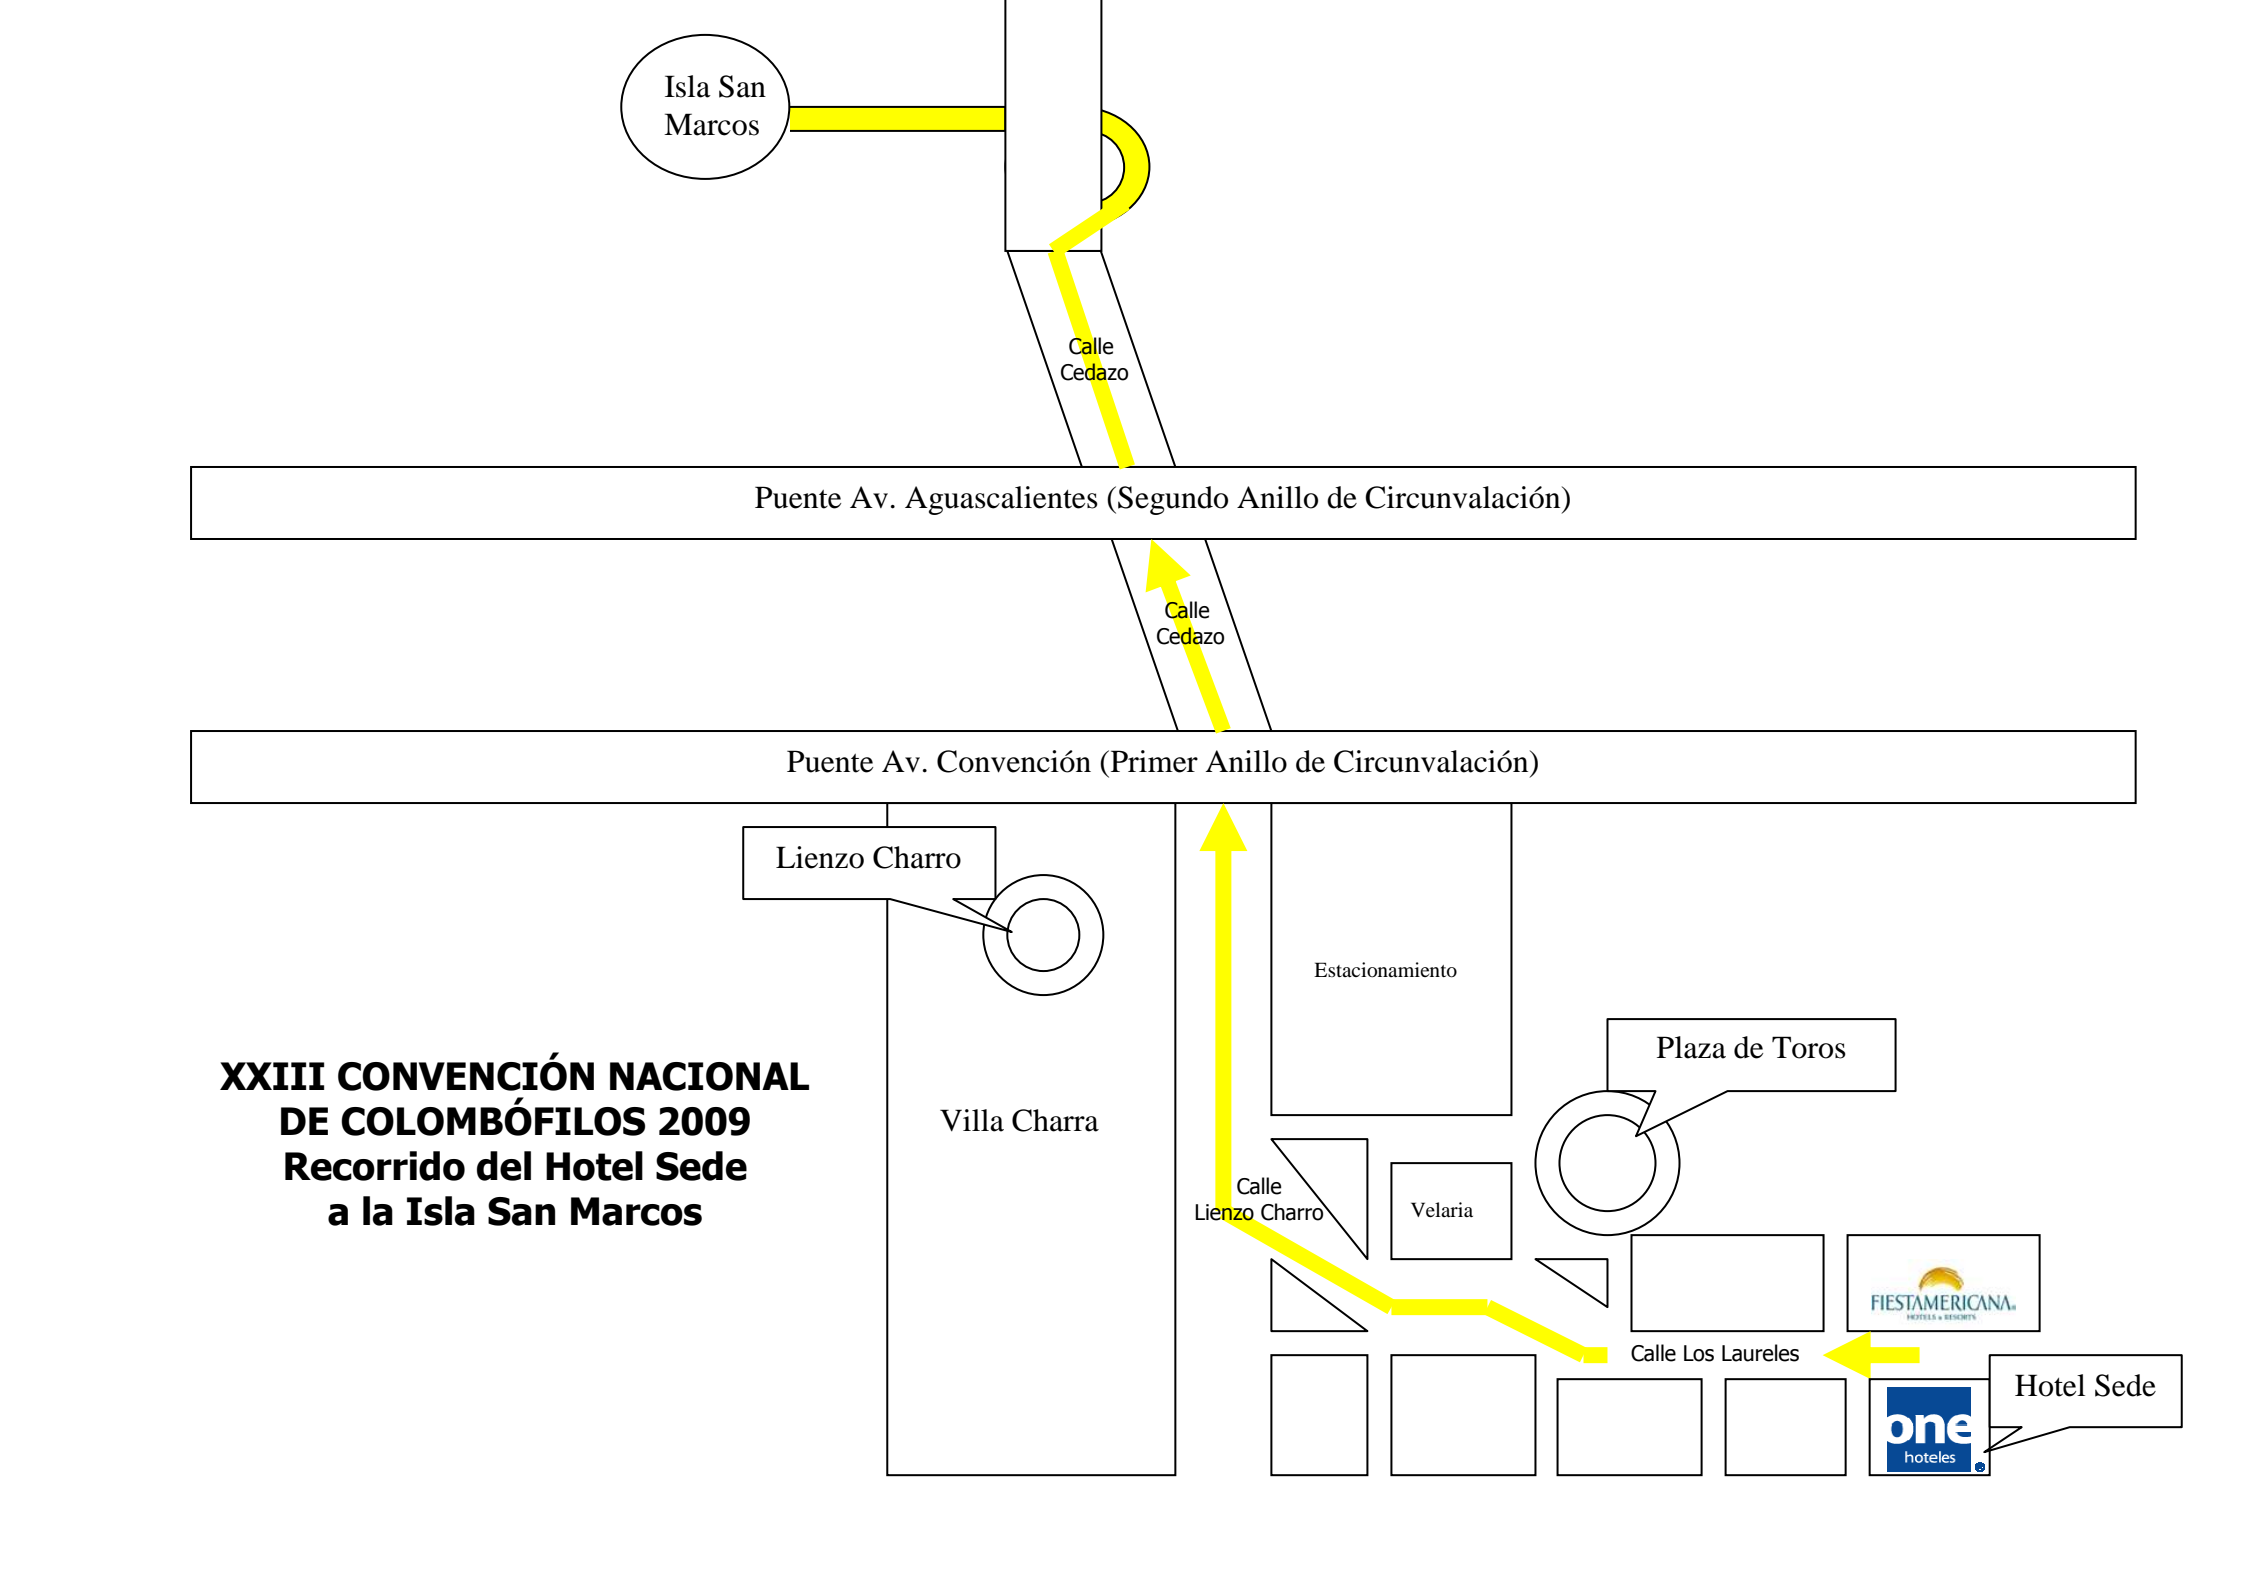 Isla San
Marcos
Calle
Cedazo
Puente Av. Aguascalientes (Segundo Anillo de Circunvalación)
Calle
Cedazo
Puente Av. Convención (Primer Anillo de Circunvalación)
Lienzo Charro
Estacionamiento
Plaza de Toros
XXIII CONVENCIÓN NACIONAL
DE COLOMBÓFILOS 2009
Recorrido del Hotel Sede
a la Isla San Marcos
Villa Charra
Calle
Lienzo Charro
Velaria
FIESTAMERICANA
HOTELS & RESORTS
Calle Los Laureles
Hotel Sede
one
hoteles